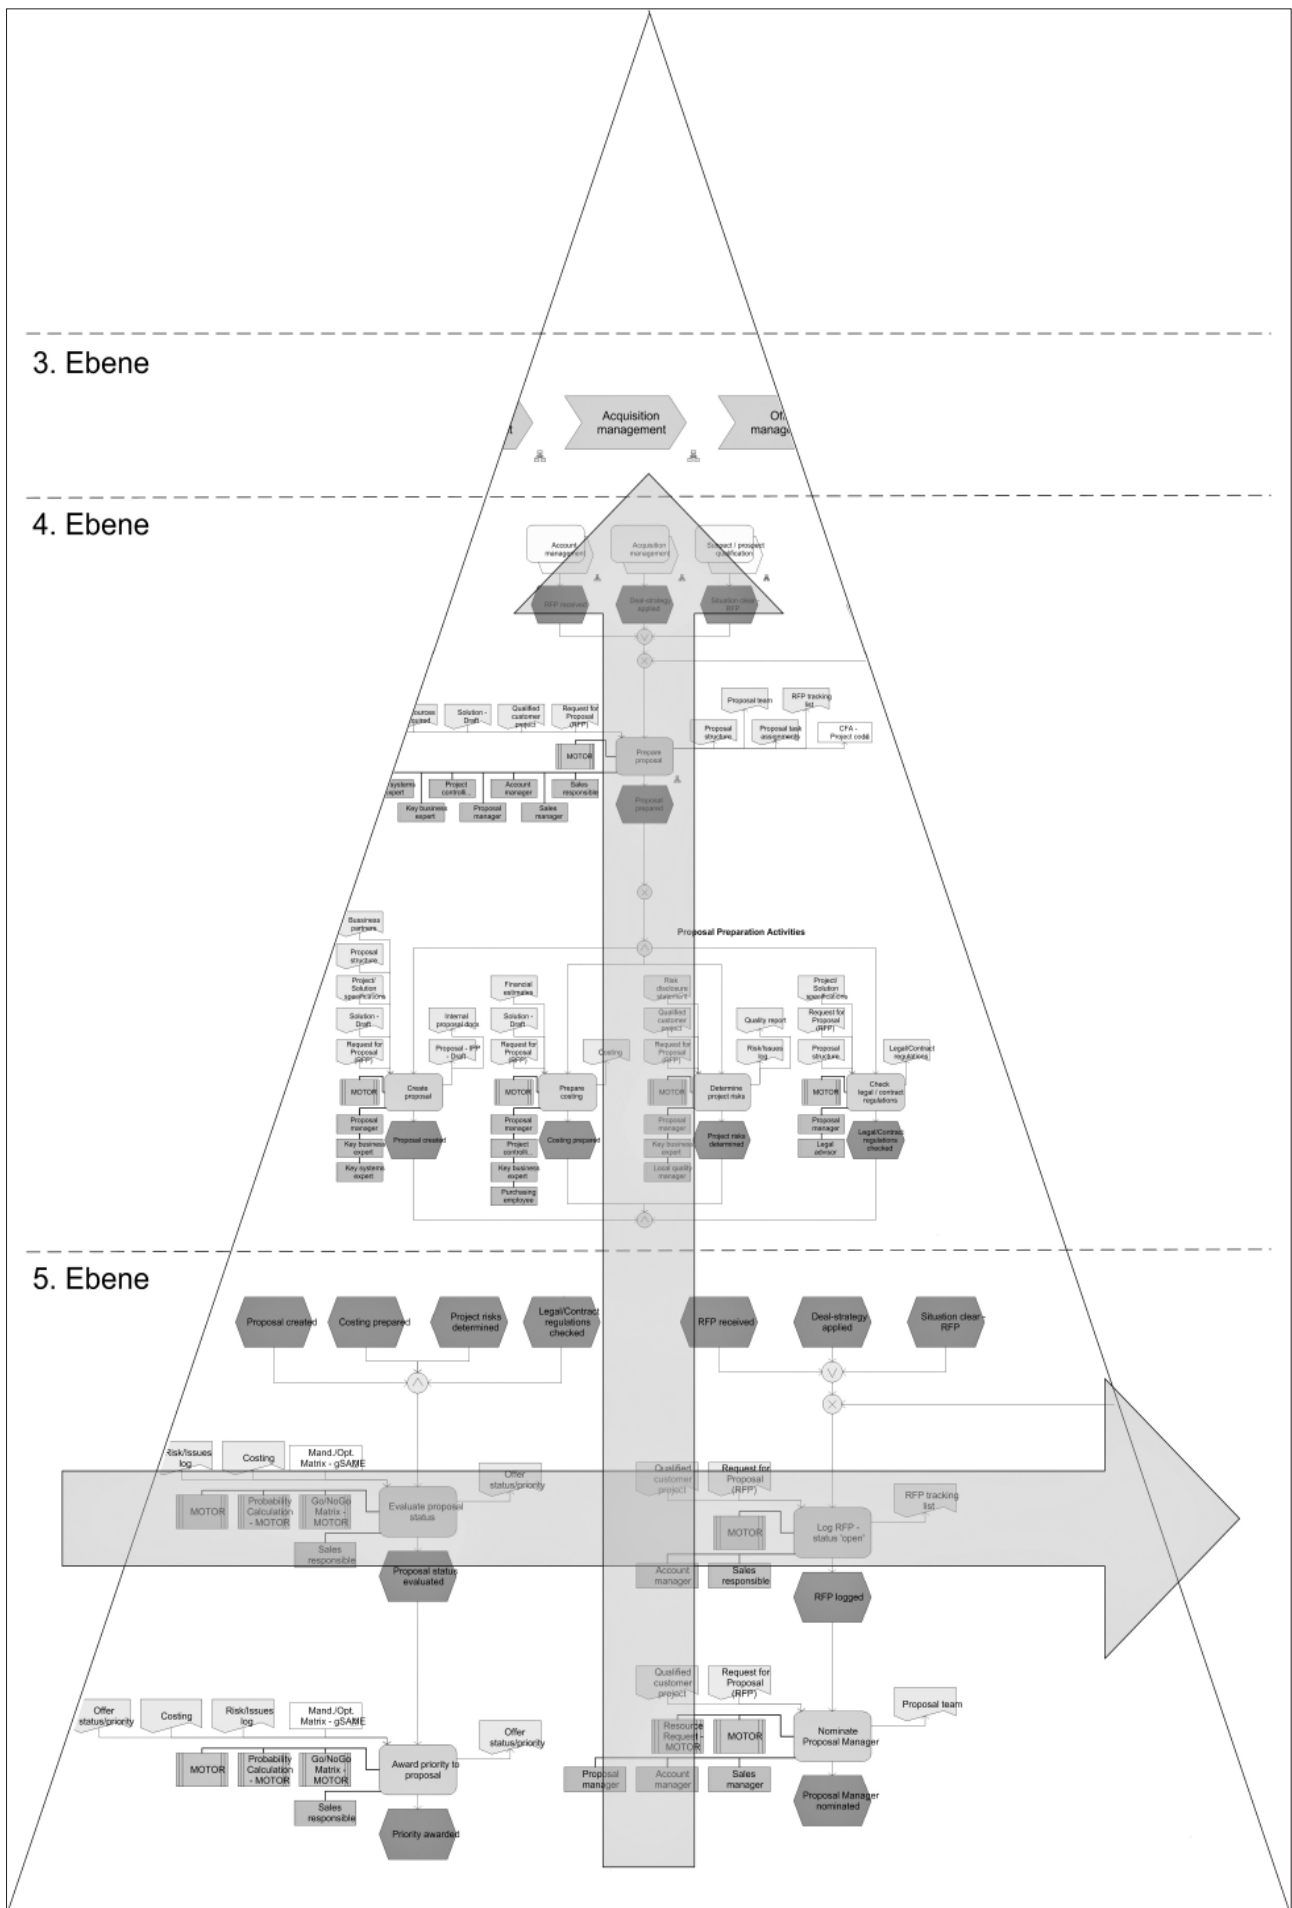 3. Ebene
t
Acquisition
management
Of
manag
4. Ebene
Account
management
Acquisition
management
Suspect / prospect
qualification
RFP received
Deal-strategy
applied
Situation clear -
RFP
Proposal team
RFP tracking
list
ources
Solution -
Draft
Qualified
customer
project
Request for
Proposal
(RFP)
Proposal
structure
Proposal task
assignments
CFA -
Project code
MOTOR
Prepare
proposal
systems
xpert
Project
controlli...
Account
manager
Sales
responsible
Key business
expert
Proposal
manager
Sales
manager
Proposal
prepared
Proposal Preparation Activities
Bussiness
partners
Proposal
structure
Project/
Solution
specifications
Solution -
Draft
Request for
Proposal
(RFP)
Internal
proposal docs
Proposal - IPP
- Draft
MOTOR
Create
proposal
Proposal
manager
Key business
expert
Key systems
expert
Proposal created
Financial
estimates
Solution -
Draft
Request for
Proposal
(RFP)
Costing
MOTOR
Prepare
costing
Proposal
manager
Project
controlli...
Key business
expert
Purchasing
employee
Costing prepared
Risk
disclosure
statement
Qualified
customer
project
Request for
Proposal
(RFP)
Quality report
Risk/Issues
log
MOTOR
Determine
project risks
Proposal
manager
Key business
expert
Local quality
manager
Project risks
determined
Project/
Solution
specifications
Request for
Proposal
(RFP)
Proposal
structure
Legal/Contract
regulations
MOTOR
Check
legal / contract
regulations
Proposal
manager
Legal
advisor
Legal/Contract
regulations
checked
5. Ebene
Proposal created
Costing prepared
Project risks
determined
Legal/Contract
regulations
checked
RFP received
Deal-strategy
applied
Situation clear -
RFP
Risk/Issues
log
Costing
Mand./Opt.
Matrix - gSAME
Offer
status/priority
MOTOR
Probability
Calculation
- MOTOR
Go/NoGo
Matrix -
MOTOR
Evaluate proposal
status
Sales
responsible
Proposal status
evaluated
Qualified
customer
project
Request for
Proposal
(RFP)
RFP tracking
list
MOTOR
Log RFP -
status 'open'
Account
manager
Sales
responsible
RFP logged
Offer
status/priority
Costing
Risk/Issues
log
Mand./Opt.
Matrix - gSAME
Offer
status/priority
MOTOR
Probability
Calculation
- MOTOR
Go/NoGo
Matrix -
MOTOR
Award priority to
proposal
Sales
responsible
Priority awarded
Qualified
customer
project
Request for
Proposal
(RFP)
Proposal team
Resource
Request -
MOTOR
MOTOR
Nominate
Proposal Manager
Proposal
manager
Account
manager
Sales
manager
Proposal Manager
nominated